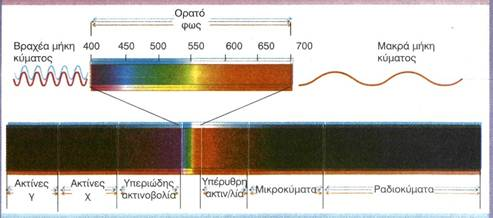 Ορατό
φως
Βραχέα μήκη
κύματος
400 450 500 550 600 650 700
Μακρά μήκη
κύματος
Ακτίνες
γ
Ακτίνες
χ
Υπεριώδης
ακτινοβολία
Υπέρυθρη
ακτιν/λία
Μικροκύματα
Ραδιοκύματα